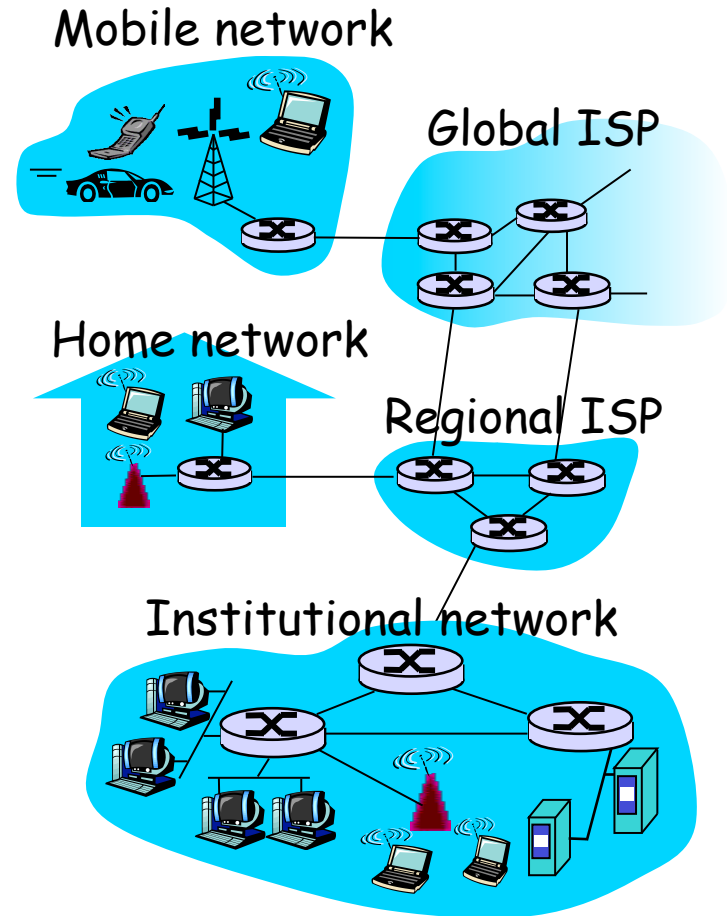 Mobile network
Global ISP
Home network
Regional ISP
Institutional network